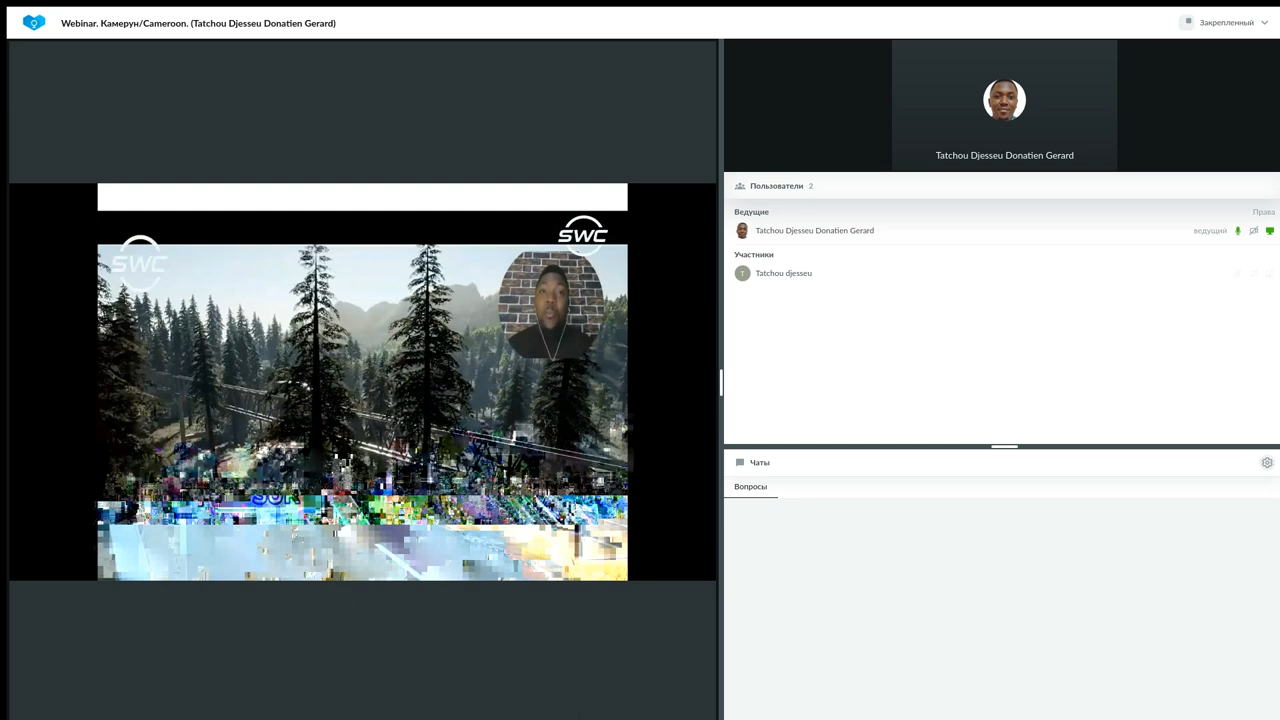 Webinar. Камерун/Cameroon. (Tatchou Djesseu Donatien Gerard)
Закрепленный
SWC
SWC
Tatchou Djesseu Donatien Gerard
Пользователи 2
Ведущие
Права
Tatchou Djesseu Donatien Gerard
ведущий
Участники
T
Tatchou djesseu
Чаты
Вопросы